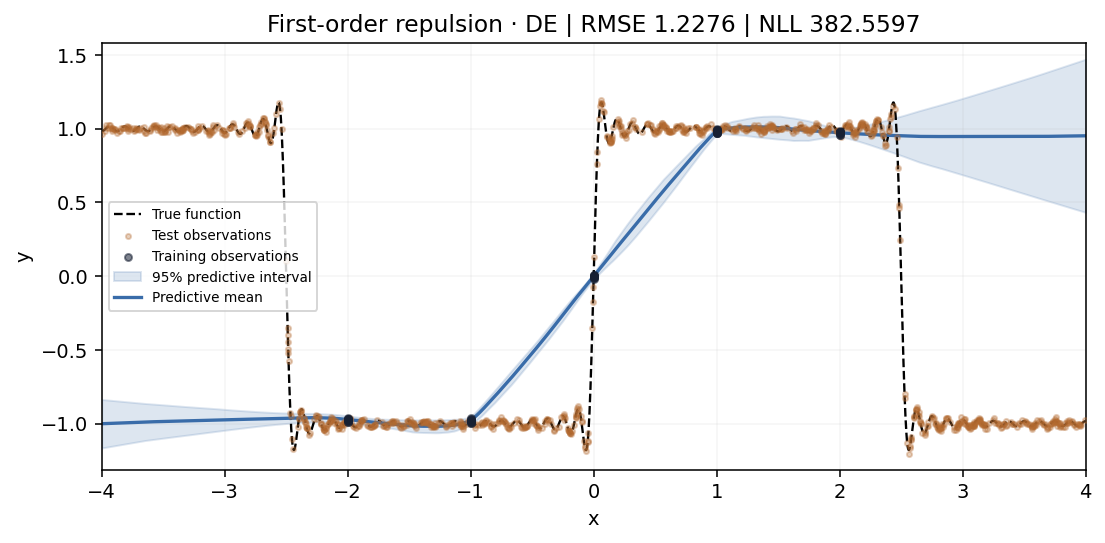 First-order repulsion · DE | RMSE 1.2276 | NLL 382.5597
1.5
1.0
0.5
0.0
−0.5
−1.0
y
True function
Test observations
Training observations
95% predictive interval
Predictive mean
−4 −3 −2 −1 0 1 2 3 4
x